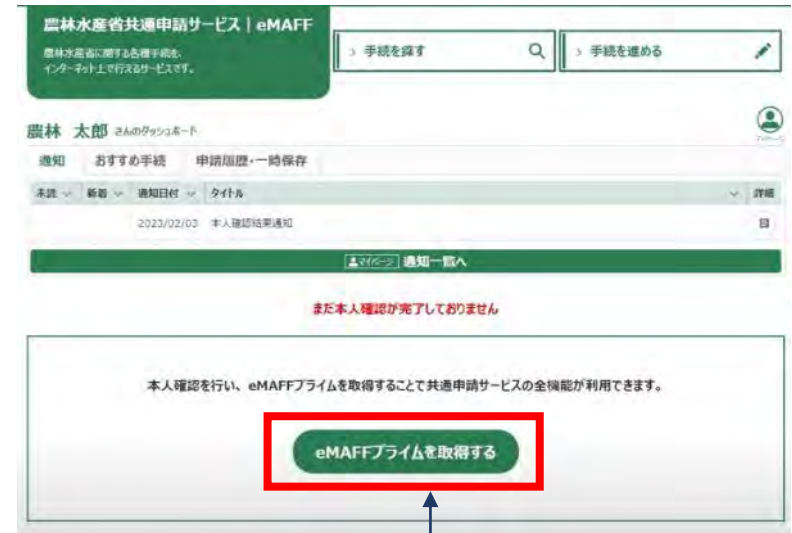 農林水産省共通申請サービス | eMAFF
農林水産省に関する各種手続を、
インターネット上で行えるサービスです。
› 手続を探す
› 手続を進める
農林 太郎 さんのダッシュボード
マイページ
通知 おすすめ手続 申請履歴・一時保存
未読 新着 通知日付 タイトル 詳細
2023/02/03 本人確認結果通知
マイページ 通知一覧へ
まだ本人確認が完了しておりません
本人確認を行い、eMAFFプライムを取得することで共通申請サービスの全機能が利用できます。
eMAFFプライムを取得する